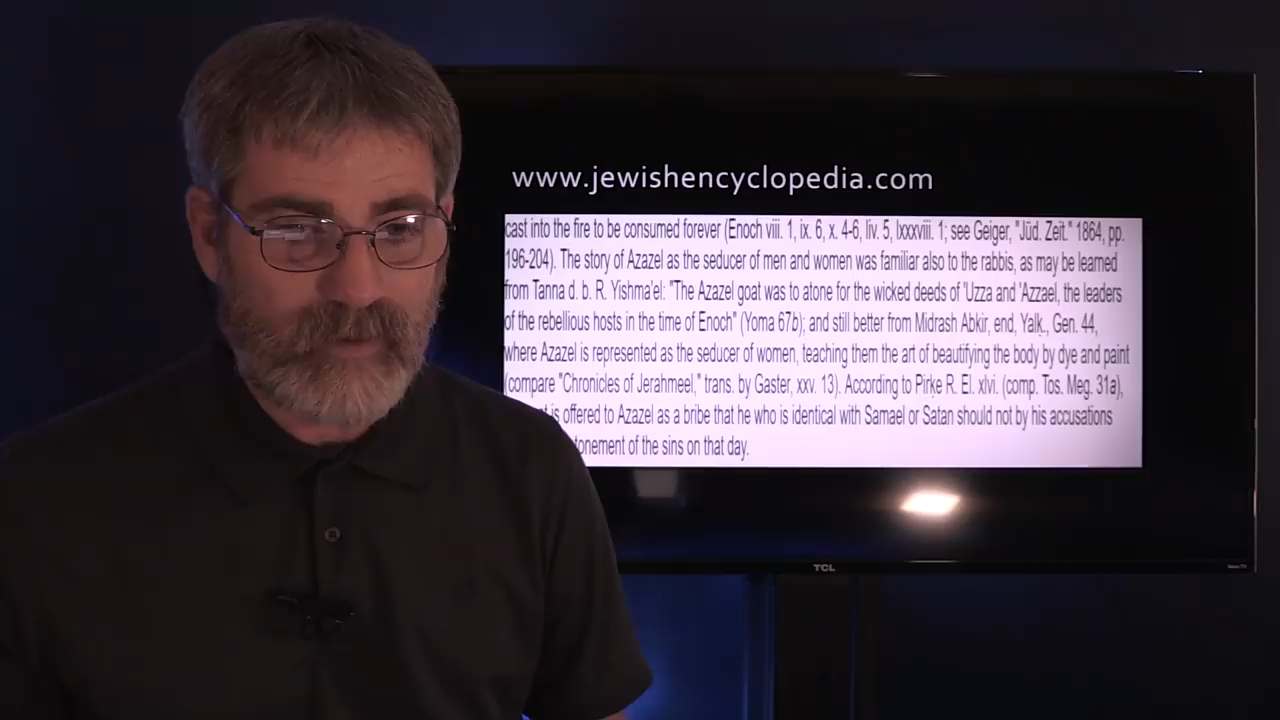 www.jewishencyclopedia.com
cast into the fire to be consumed forever (Enoch viii. 1, ix. 6, x. 4-6, liv. 5, lxxxviii. 1; see Geiger, "Jüd. Zeit." 1864, pp.
196-204). The story of Azazel as the seducer of men and women was familiar also to the rabbis, as may be learned
from Tanna d. b. R. Yishma'el: "The Azazel goat was to atone for the wicked deeds of 'Uzza and 'Azzael, the leaders
of the rebellious hosts in the time of Enoch" (Yoma 67b); and still better from Midrash Abkir, end, Yalḳ., Gen. 44,
where Azazel is represented as the seducer of women, teaching them the art of beautifying the body by dye and paint
(compare "Chronicles of Jerahmeel," trans. by Gaster, xxv. 13). According to Pirḳe R. El. xlvi. (comp. Tos. Meg. 31a),
is offered to Azazel as a bribe that he who is identical with Samael or Satan should not by his accusations
tonement of the sins on that day.
TCL